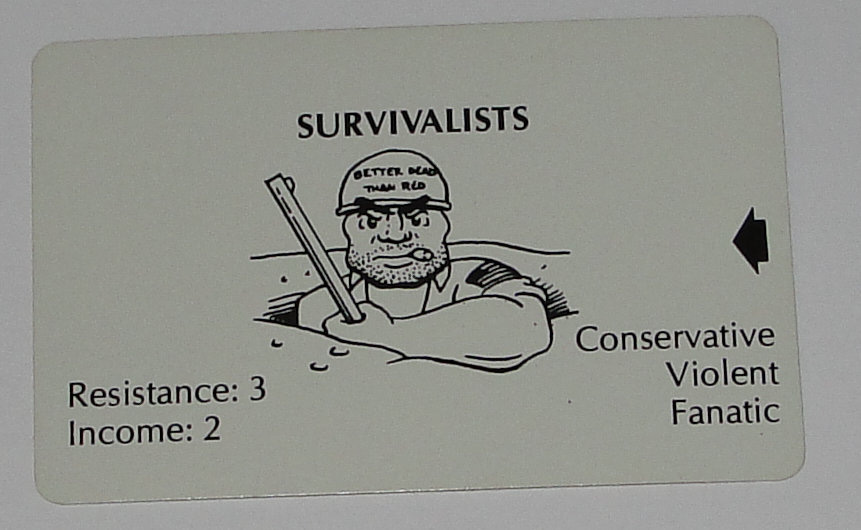 SURVIVALISTS
BETTER DEAD
THAN RED
Conservative
Violent
Fanatic
Resistance: 3
Income: 2